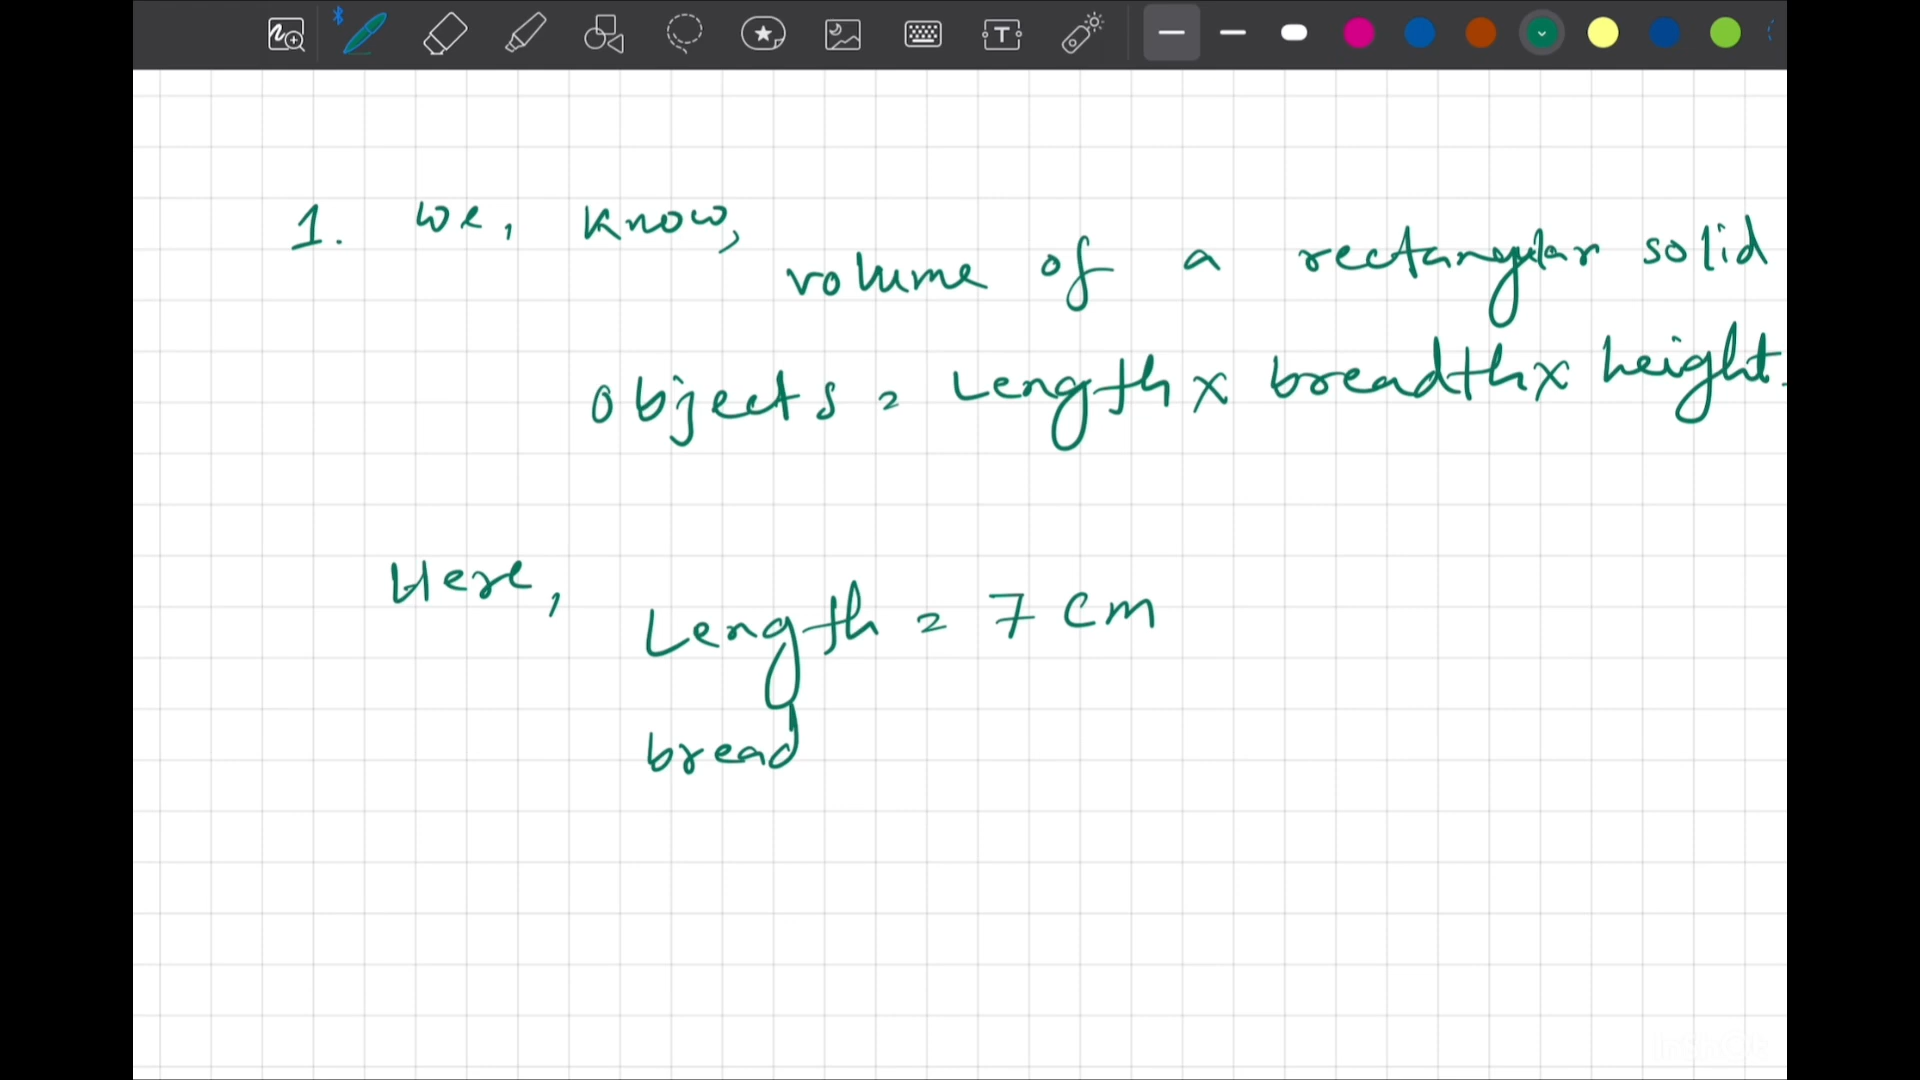 1. we, know,
volume of a rectangular solid
objects = Length x breadth x height.
Here,
Length = 7 cm
bread